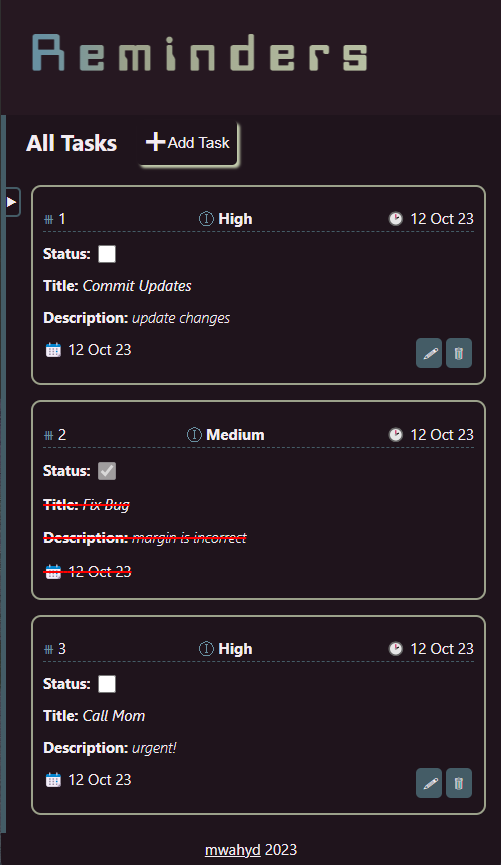 Reminders
All Tasks
Add Task
# 1 High 12 Oct 23
Status:
Title: Commit Updates
Description: update changes
12 Oct 23
# 2 Medium 12 Oct 23
Status:
Title: Fix Bug
Description: margin is incorrect
12 Oct 23
# 3 High 12 Oct 23
Status:
Title: Call Mom
Description: urgent!
12 Oct 23
mwahyd 2023